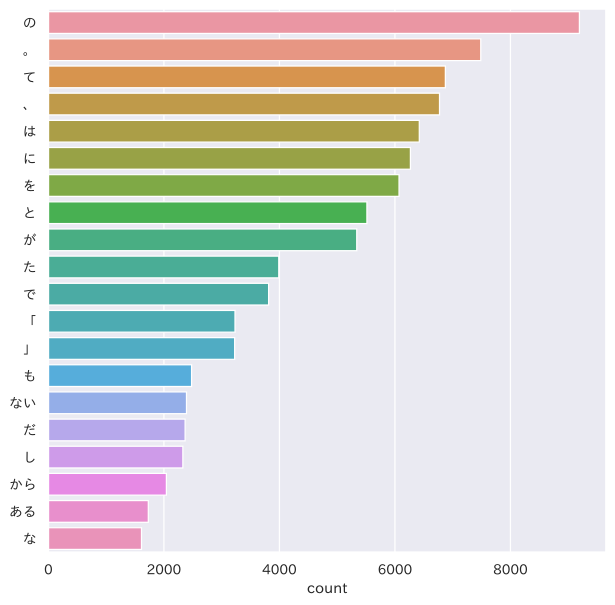 の
。
て
、
は
に
を
と
が
た
で
「
」
も
ない
だ
し
から
ある
な
0 2000 4000 6000 8000
count